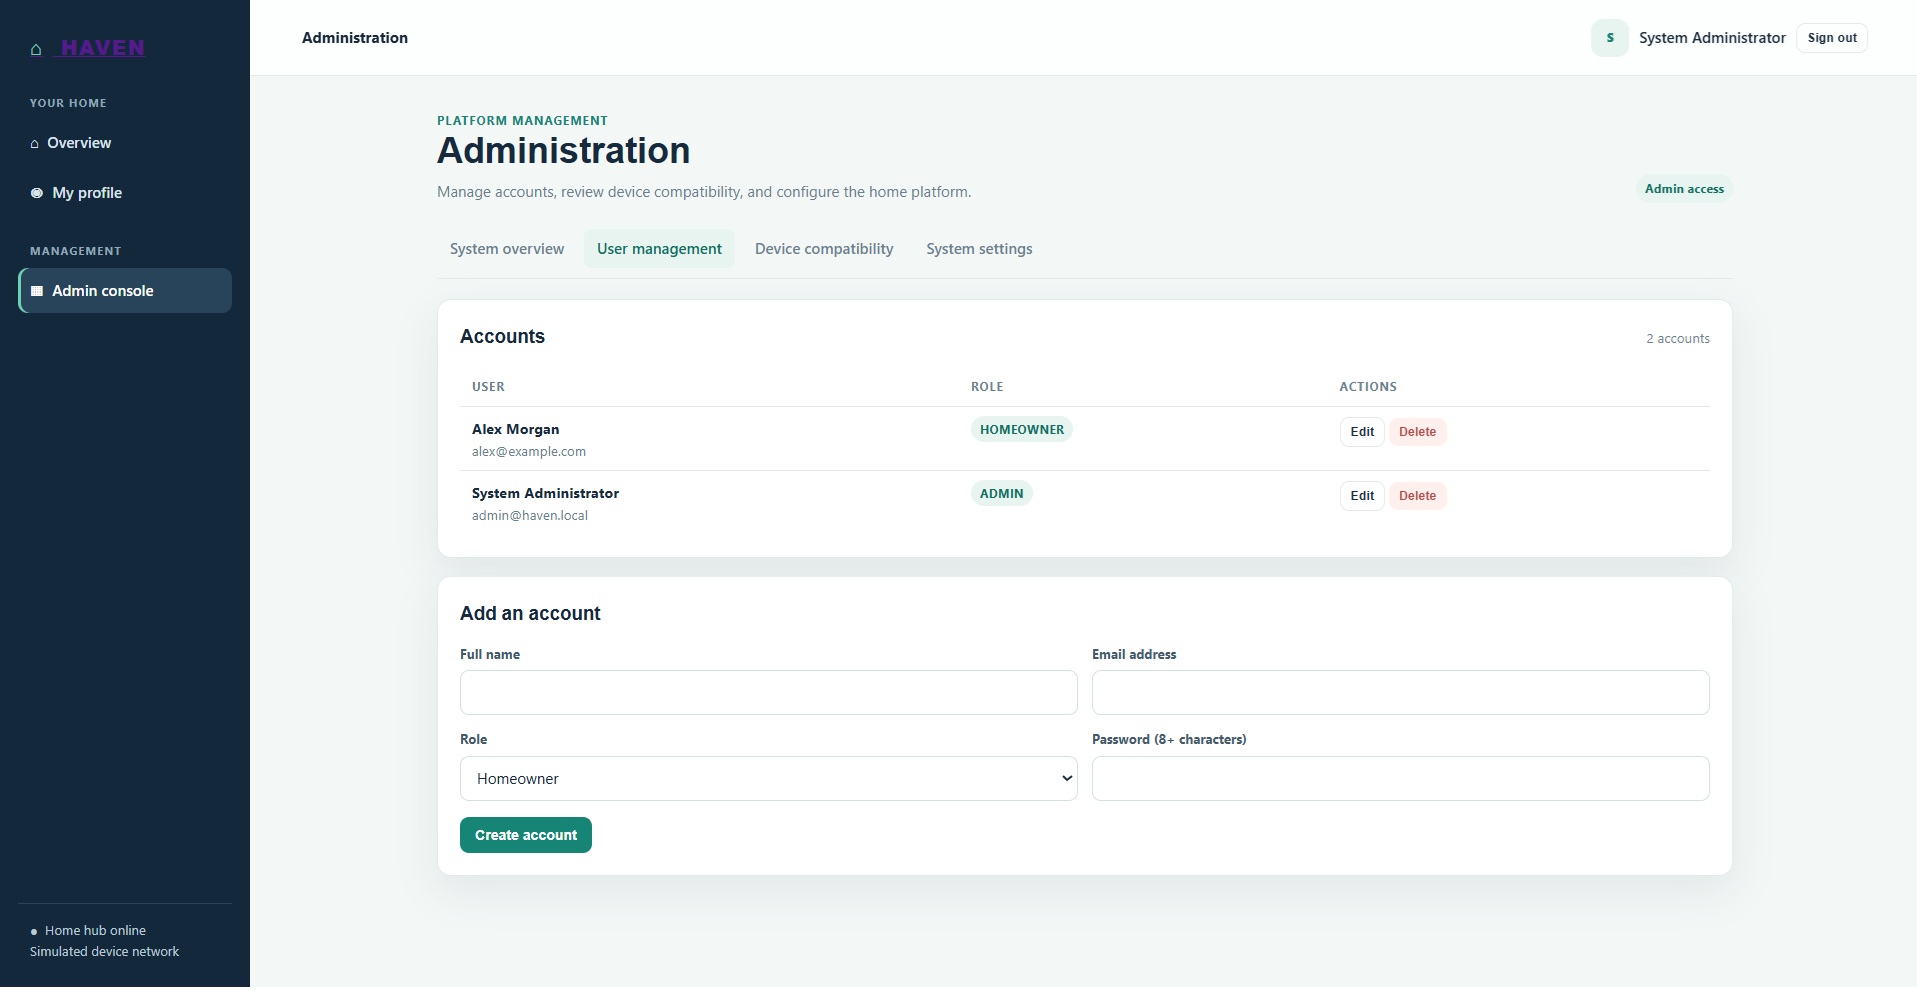 HAVEN
YOUR HOME
Overview
My profile
MANAGEMENT
Admin console
Home hub online
Simulated device network
Administration
S System Administrator Sign out
PLATFORM MANAGEMENT
Administration
Manage accounts, review device compatibility, and configure the home platform.
Admin access
System overview User management Device compatibility System settings
Accounts 2 accounts
USER ROLE ACTIONS
Alex Morgan HOMEOWNER Edit Delete
alex@example.com
System Administrator ADMIN Edit Delete
admin@haven.local
Add an account
Full name Email address
Role Password (8+ characters)
Homeowner
Create account